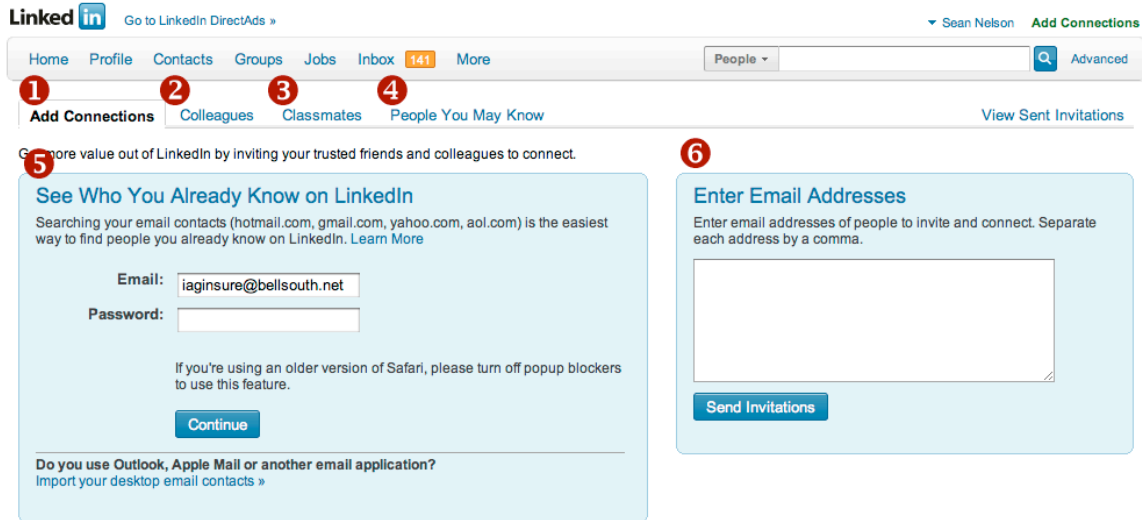 Linked in Go to LinkedIn DirectAds »
Sean Nelson Add Connections
Home Profile Contacts Groups Jobs Inbox 141 More
People
Advanced
1 2 3 4
Add Connections Colleagues Classmates People You May Know
View Sent Invitations
more value out of LinkedIn by inviting your trusted friends and colleagues to connect.
5
See Who You Already Know on LinkedIn
Searching your email contacts (hotmail.com, gmail.com, yahoo.com, aol.com) is the easiest
way to find people you already know on LinkedIn. Learn More
Email: iaginsure@bellsouth.net
Password:
If you're using an older version of Safari, please turn off popup blockers
to use this feature.
Continue
Do you use Outlook, Apple Mail or another email application?
Import your desktop email contacts »
6
Enter Email Addresses
Enter email addresses of people to invite and connect. Separate
each address by a comma.
Send Invitations